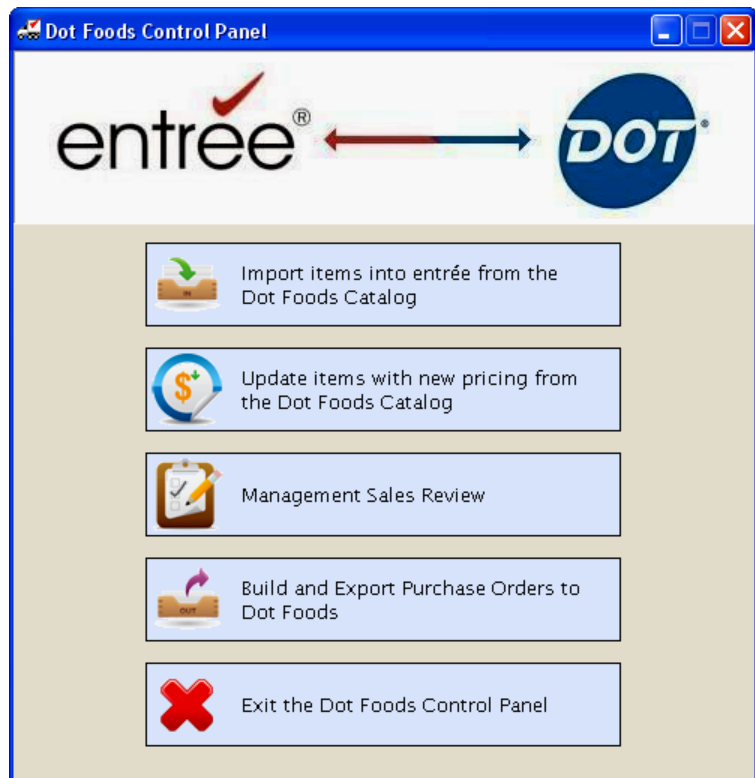 Dot Foods Control Panel
entrée®
DOT®
IN
Import items into entrée from the
Dot Foods Catalog
$
Update items with new pricing from
the Dot Foods Catalog
Management Sales Review
OUT
Build and Export Purchase Orders to
Dot Foods
Exit the Dot Foods Control Panel